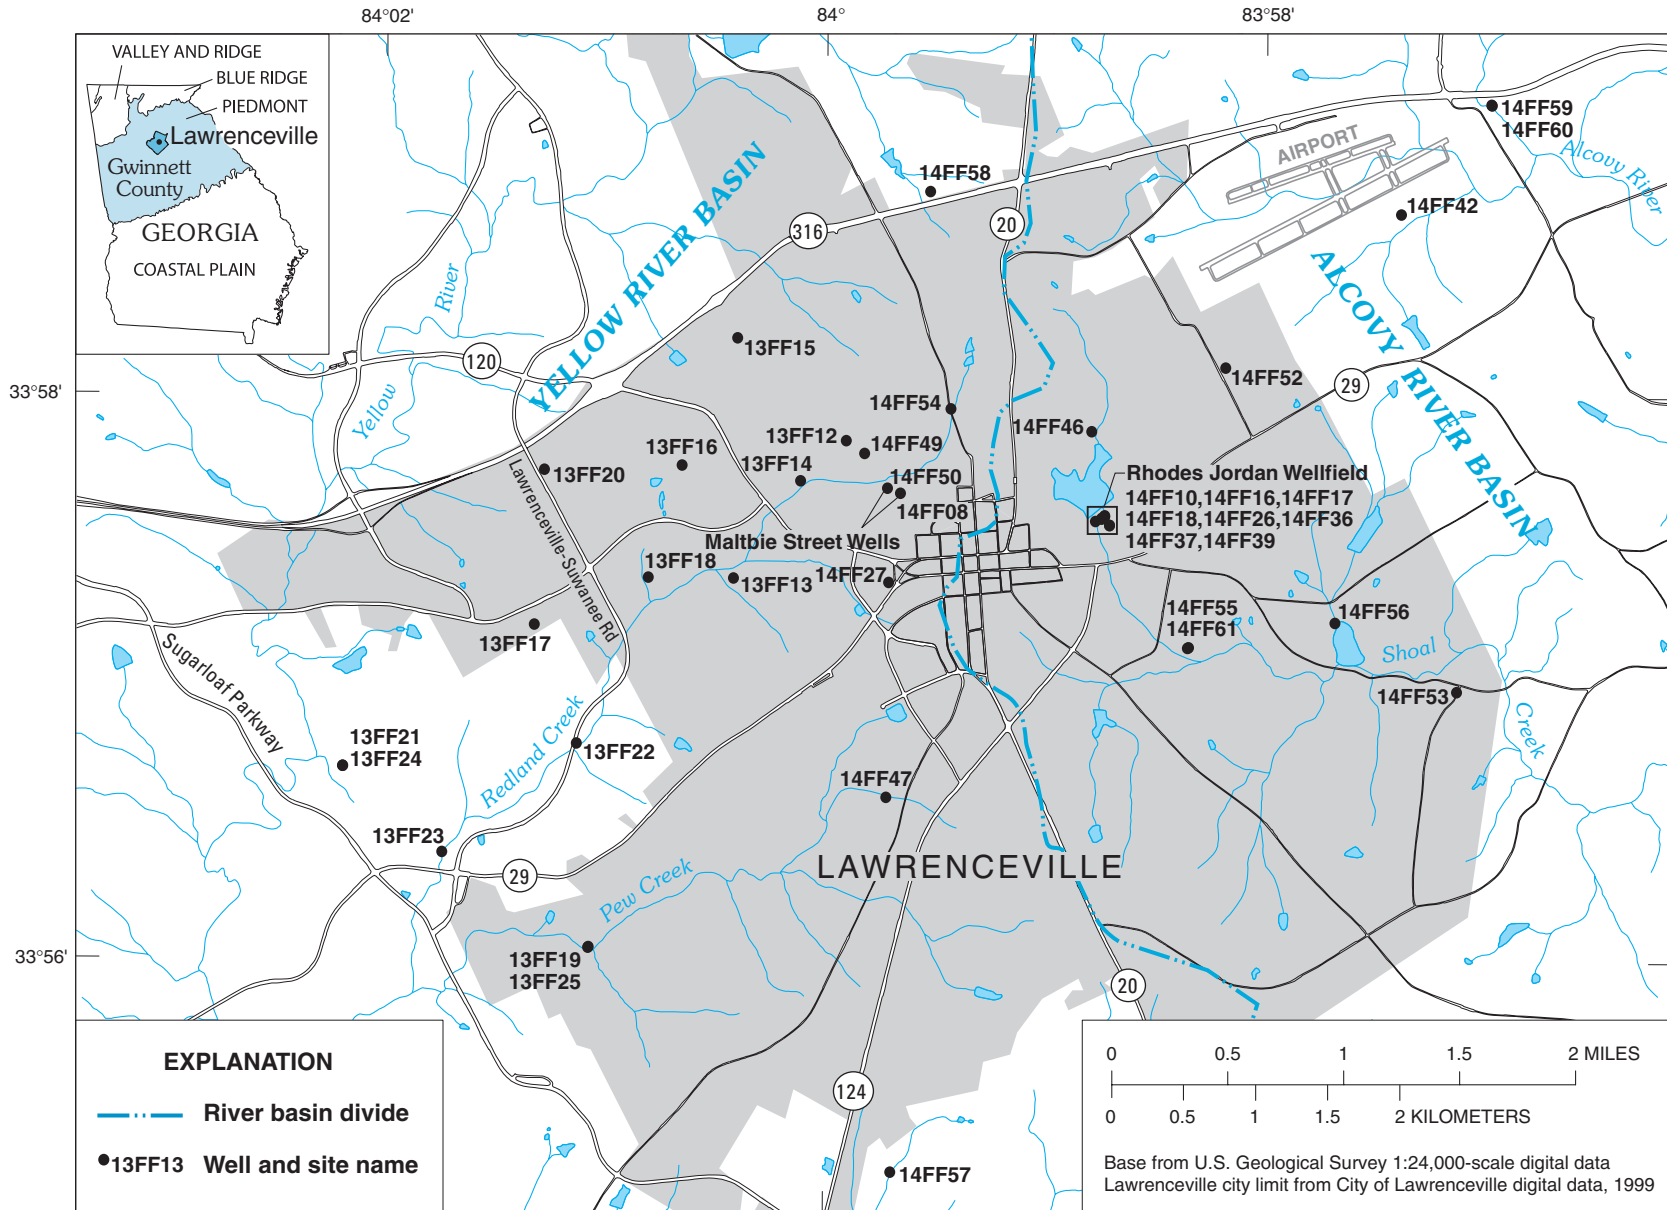 84°02'
84°
83°58'
VALLEY AND RIDGE
BLUE RIDGE
PIEDMONT
Lawrenceville
Gwinnett
County
GEORGIA
COASTAL PLAIN
River
YELLOW RIVER BASIN
14FF58
316
20
AIRPORT
14FF59
14FF60
Alcovy River
14FF42
ALCOVY RIVER BASIN
13FF15
120
33°58'
Yellow
14FF52
29
14FF54
14FF46
13FF12
14FF49
13FF16
13FF14
13FF20
14FF50
14FF08
Lawrenceville-Suwanee Rd
Rhodes Jordan Wellfield
14FF10,14FF16,14FF17
14FF18,14FF26,14FF36
14FF37,14FF39
Maltbie Street Wells
13FF18
13FF13
14FF27
13FF17
14FF55
14FF61
14FF56
Shoal
Creek
14FF53
Sugarloaf Parkway
13FF21
13FF24
13FF22
Redland Creek
14FF47
13FF23
LAWRENCEVILLE
29
Pew Creek
33°56'
13FF19
13FF25
20
124
14FF57
EXPLANATION
River basin divide
13FF13 Well and site name
0 0.5 1 1.5 2 MILES
0 0.5 1 1.5 2 KILOMETERS
Base from U.S. Geological Survey 1:24,000-scale digital data
Lawrenceville city limit from City of Lawrenceville digital data, 1999